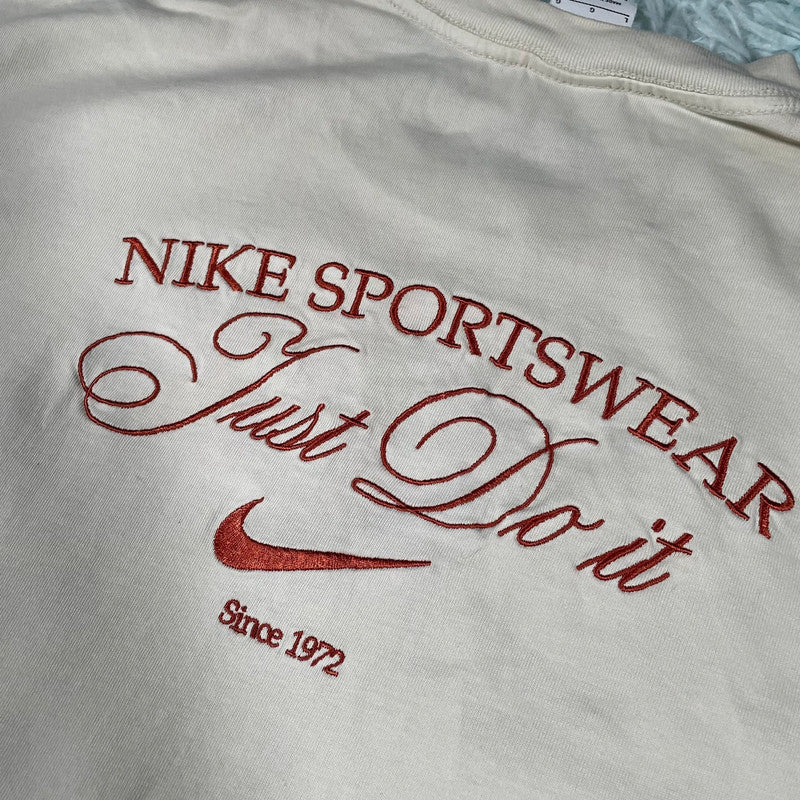 NIKE SPORTSWEAR
Just Do it
Since 1972